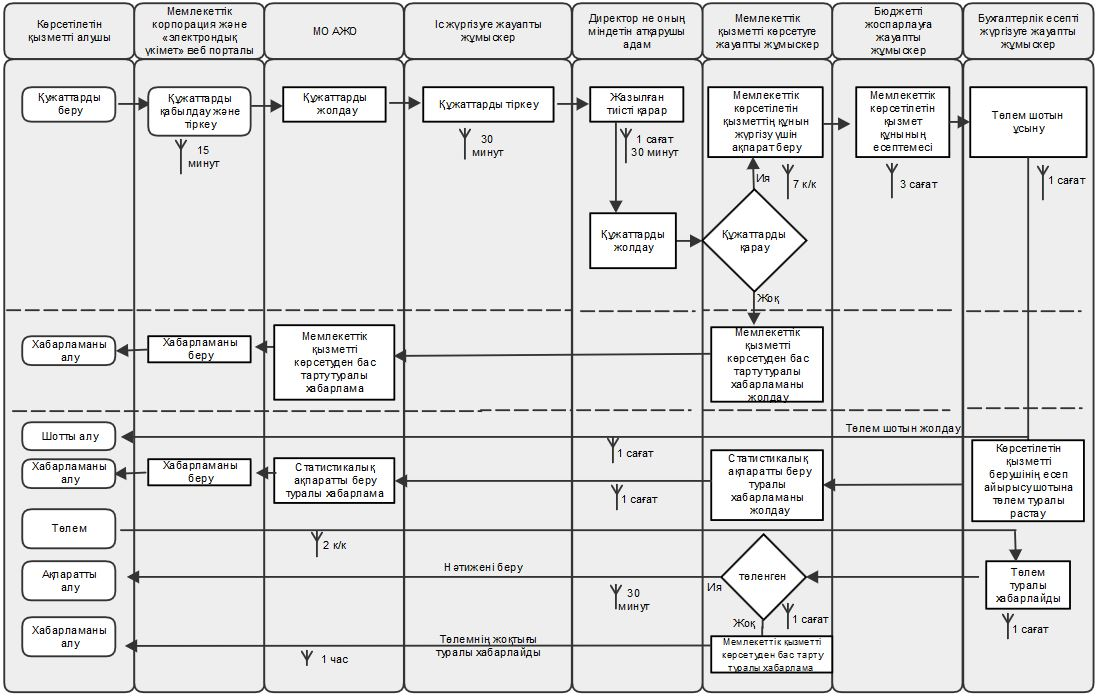 Көрсетілетін
қызметті алушы
Мемлекеттік
корпорация және
«электрондық
үкімет» веб порталы
МО АЖО
Іс жүргізуге жауапты
жұмыскер
Директор не оның
міндетін атқарушы
адам
Мемлекеттік
қызметті көрсетуге
жауапты жұмыскер
Бюджетті
жоспарлауға
жауапты
жұмыскер
Бухгалтерлік есепті
жүргізуге жауапты
жұмыскер
Құжаттарды
беру
Құжаттарды
қабылдау және
тіркеу
15
минут
Құжаттарды
жолдау
Құжаттарды тіркеу
30
минут
Жазылған
тиісті қарар
1 сағат
30 минут
Құжаттарды
жолдау
Мемлекеттік
көрсетілетін
қызметтің құнын
жүргізу үшін
ақпарат беру
Ия
7 к/к
Құжаттарды
қарау
Жоқ
Мемлекеттік
көрсетілетін
қызмет
құнының
есептемесі
3 сағат
Төлем шотын
ұсыну
1 сағат
Хабарламаны
алу
Хабарламаны
беру
Мемлекеттік
қызметті
көрсетуден бас
тартутуралы
хабарлама
Мемлекеттік
қызметті
көрсетуден бас
тартутуралы
хабарламаны
жолдау
Шотты алу
Төлем шотын жолдау
1 сағат
Хабарламаны
алу
Хабарламаны
беру
Статистикалық
ақпаратты беру
туралы хабарлама
1 сағат
Статистикалық
ақпаратты беру
туралы
хабарламаны
жолдау
Көрсетілетін
қызметті
берушінің есеп
айырысушотына
төлем туралы
растау
Төлем
2 к/к
Ақпаратты
алу
Нәтижені беру
30
минут
Ия
төленген
Жоқ
1 сағат
Төлем
туралы
хабарлайды
1 сағат
Хабарламаны
алу
Төлемнің жоқтығы
туралы хабарлайды
1 час
Мемлекеттік қызметті
көрсетуден бас тарту
туралы хабарлама